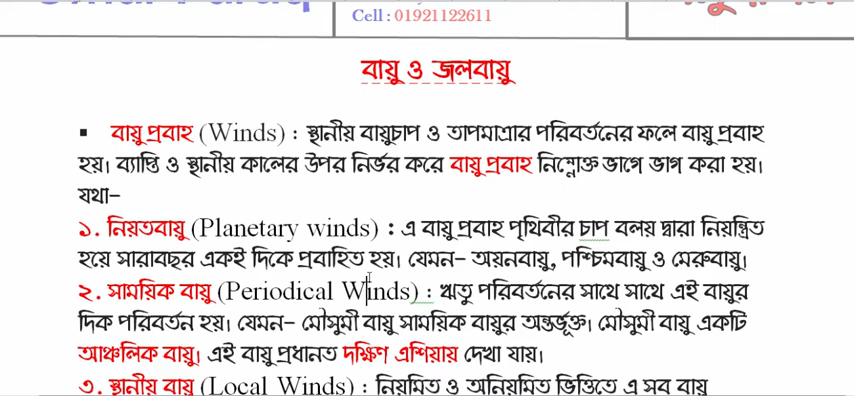 Cell : 01921122611
বায়ু ও জলবায়ু
▪ বায়ু প্রবাহ (Winds) : স্থানীয় বায়ুচাপ ও তাপমাত্রার পরিবর্তনের ফলে বায়ু প্রবাহ
হয়। ব্যাপ্তি ও স্থানীয় কালের উপর নির্ভর করে বায়ু প্রবাহ নিম্নোক্ত ভাগে ভাগ করা হয়।
যথা–
১. নিয়তবায়ু (Planetary winds) : এ বায়ু প্রবাহ পৃথিবীর চাপ বলয় দ্বারা নিয়ন্ত্রিত
হয়ে সারাবছর একই দিকে প্রবাহিত হয়। যেমন– অয়নবায়ু, পশ্চিমবায়ু ও মেরুবায়ু।
২. সাময়িক বায়ু (Periodical Winds) : ঋতু পরিবর্তনের সাথে সাথে এই বায়ুর
দিক পরিবর্তন হয়। যেমন– মৌসুমী বায়ু সাময়িক বায়ুর অন্তর্ভূক্ত। মৌসুমী বায়ু একটি
আঞ্চলিক বায়ু। এই বায়ু প্রধানত দক্ষিণ এশিয়ায় দেখা যায়।
৩. স্থানীয় বায়ু (Local Winds) : নিয়মিত ও অনিয়মিত ভিত্তিতে এ সব বায়ু